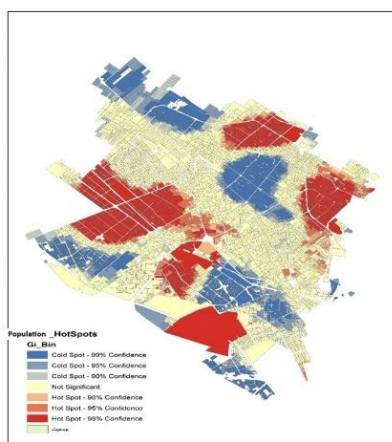 Population _HotSpots
Gi_Bin
Cold Spot - 99% Confidence
Cold Spot - 95% Confidence
Cold Spot - 90% Confidence
Not Significant
Hot Spot - 90% Confidence
Hot Spot - 95% Confidence
Hot Spot - 99% Confidence